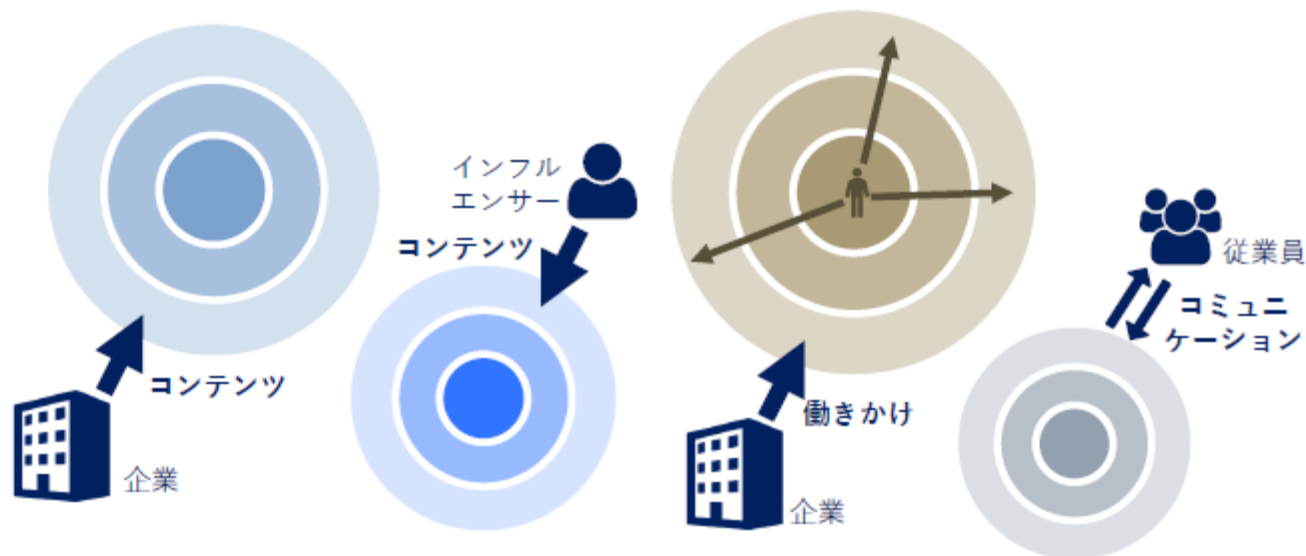 コンテンツ
企業
インフル
エンサー
コンテンツ
働きかけ
企業
従業員
コミュニ
ケーション